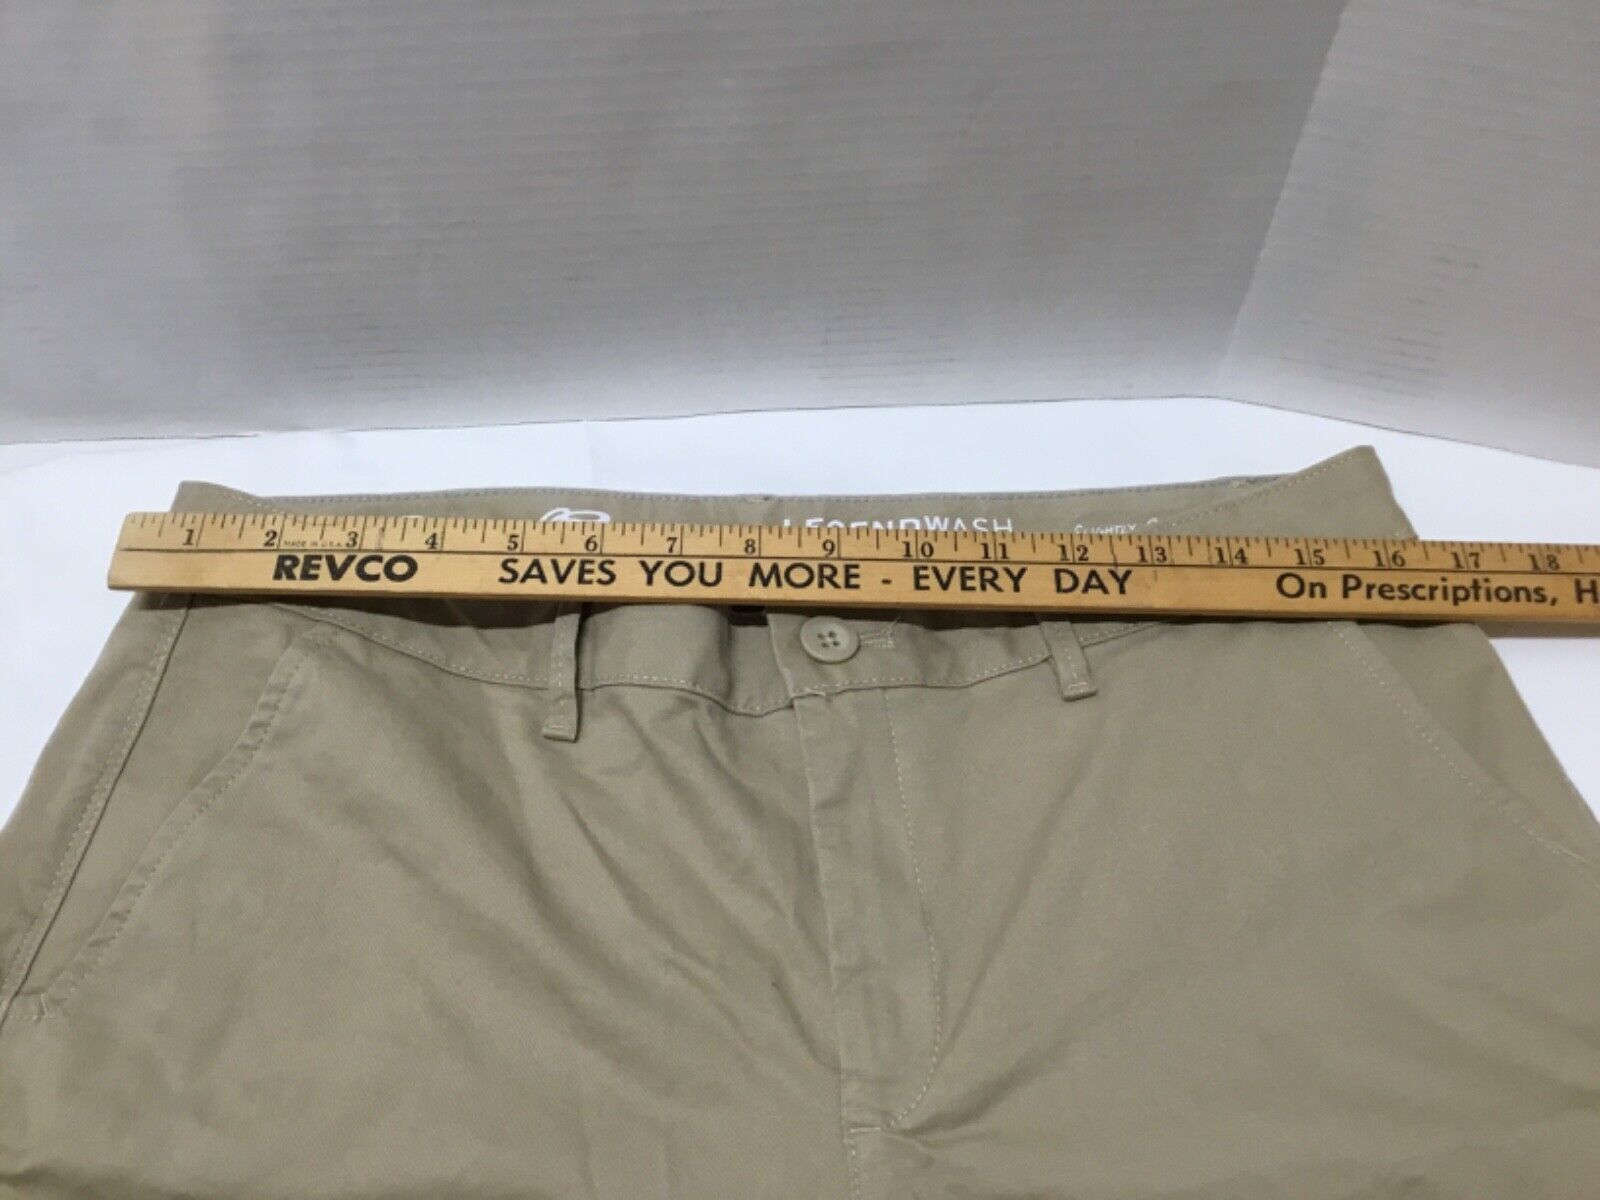 LEGENDWASH
SLIGHTLY
1 2 3 4 5 6 7 8 9 10 11 12 13 14 15 16 17 18
MADE IN U.S.A.
REVCO SAVES YOU MORE - EVERY DAY On Prescriptions, H